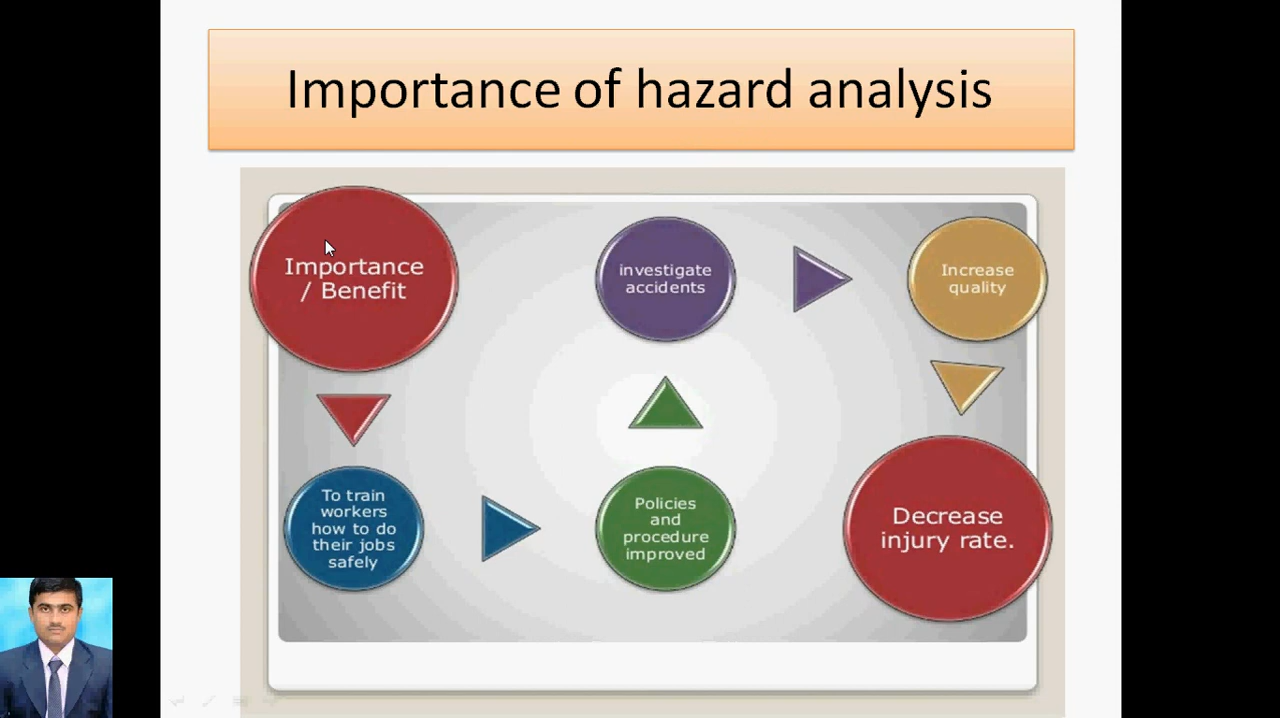 Importance of hazard analysis
Importance
/ Benefit
To train
workers
how to do
their jobs
safely
Policies
and
procedure
improved
investigate
accidents
Increase
quality
Decrease
injury rate.